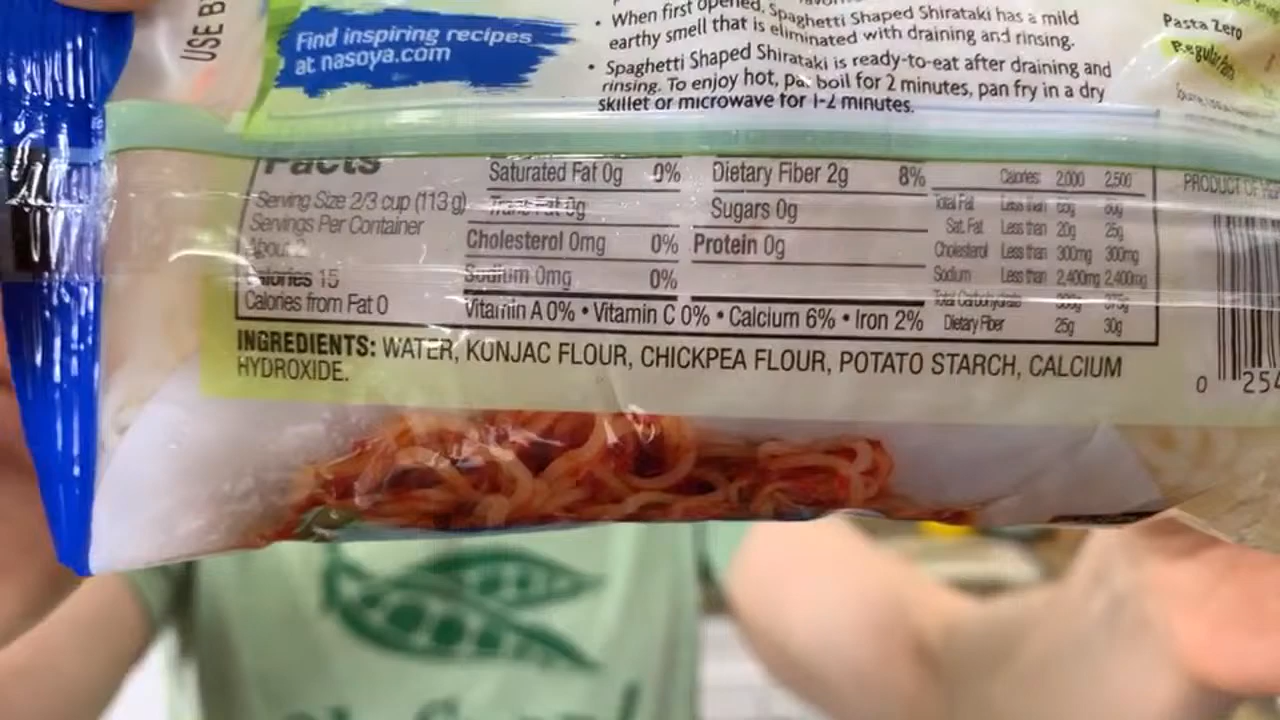 USE B
Find inspiring recipes
at nasoya.com
• When first opened, Spaghetti Shaped Shirataki has a mild
earthy smell that is eliminated with draining and rinsing.
• Spaghetti Shaped Shirataki is ready-to-eat after draining and
rinsing. To enjoy hot, par boil for 2 minutes, pan fry in a dry
skillet or microwave for 1-2 minutes.
Pasta Zero
Regular Pasta
Facts
Serving Size 2/3 cup (113 g)
Servings Per Container
About 2
Calories 15
Calories from Fat 0
Saturated Fat 0g 0%
Trans Fat 0g
Cholesterol 0mg 0%
Sodium 0mg 0%
Dietary Fiber 2g 8%
Sugars 0g
Protein 0g
Vitamin A 0% • Vitamin C 0% • Calcium 6% • Iron 2%
Calories: 2,000 2,500
Total Fat Less than 65g 80g
Sat. Fat Less than 20g 25g
Cholesterol Less than 300mg 300mg
Sodium Less than 2,400mg 2,400mg
Total Carbohydrate 300g 375g
Dietary Fiber 25g 30g
INGREDIENTS: WATER, KONJAC FLOUR, CHICKPEA FLOUR, POTATO STARCH, CALCIUM
HYDROXIDE.
PRODUCT OF
0 254